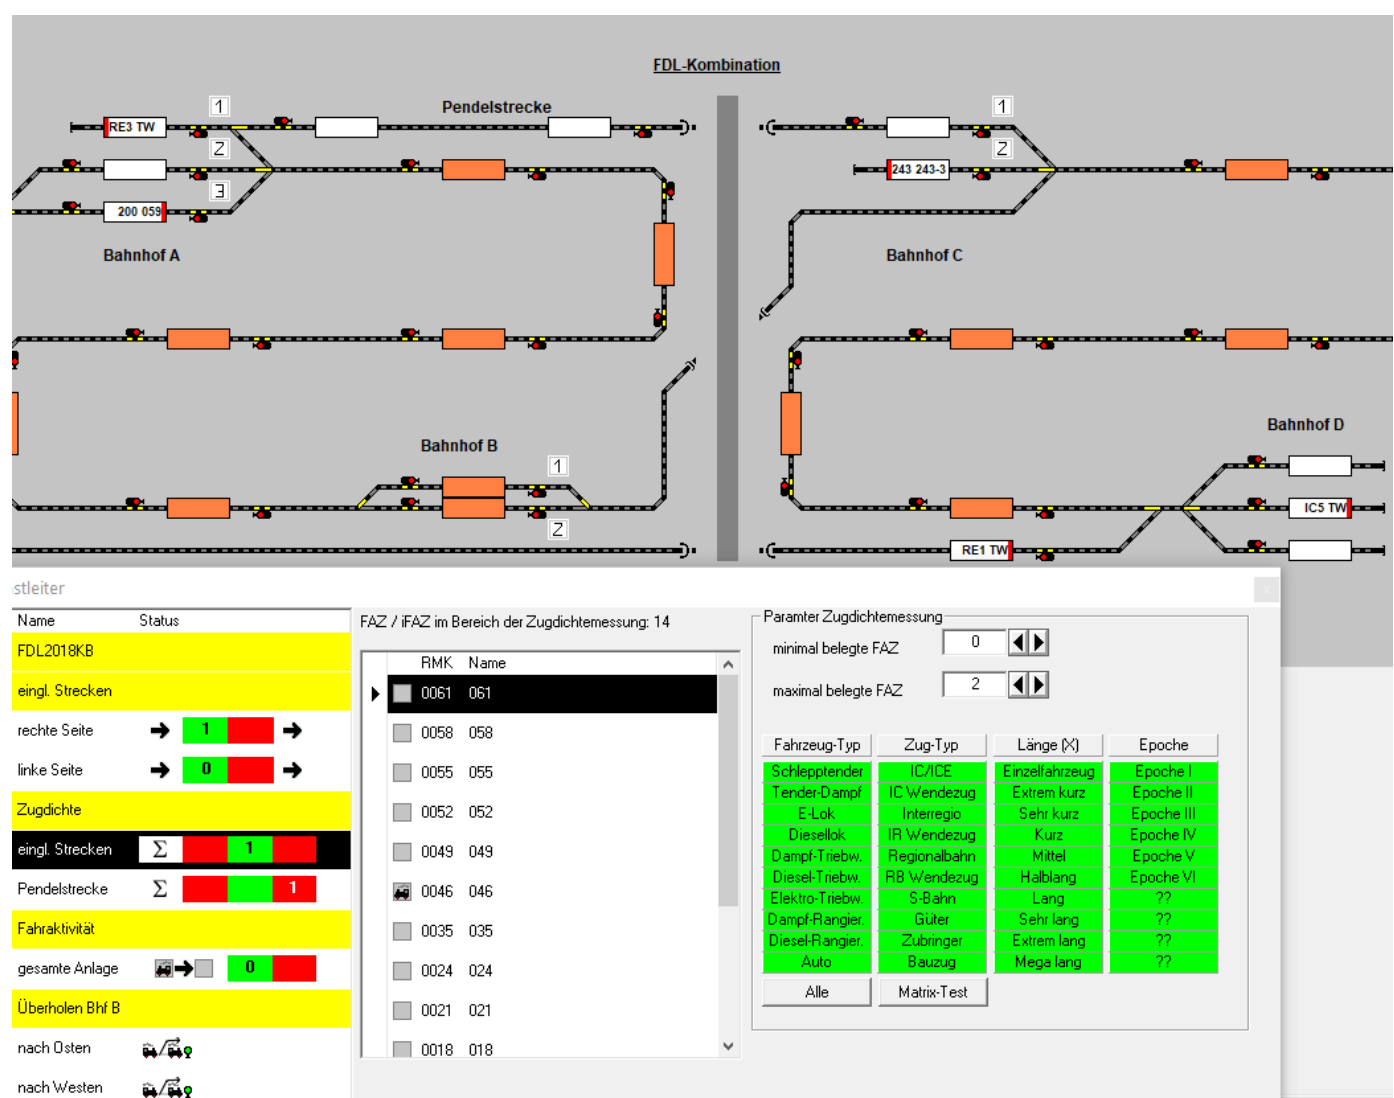 FDL-Kombination
1
Pendelstrecke
1
RE3 TW
2
2
243 243-3
3
200 059
Bahnhof A
Bahnhof C
Bahnhof D
Bahnhof B
1
IC5 TW
2
RE1 TW
stleiter
x
Name Status
FDL2018KB
eingl. Strecken
rechte Seite 1
linke Seite 0
Zugdichte
eingl. Strecken Σ 1
Pendelstrecke Σ 1
Fahraktivität
gesamte Anlage 0
Überholen Bhf B
nach Osten
nach Westen
FAZ / iFAZ im Bereich der Zugdichtemessung: 14
RMK Name
0061 061
0058 058
0055 055
0052 052
0049 049
0046 046
0035 035
0024 024
0021 021
0018 018
Paramter Zugdichtemessung
minimal belegte FAZ 0
maximal belegte FAZ 2
Fahrzeug-Typ Zug-Typ Länge (X) Epoche
Schlepptender IC/ICE Einzelfahrzeug Epoche I
Tender-Dampf IC Wendezug Extrem kurz Epoche II
E-Lok Interregio Sehr kurz Epoche III
Diesellok IR Wendezug Kurz Epoche IV
Dampf-Triebw. Regionalbahn Mittel Epoche V
Diesel-Triebw. RB Wendezug Halblang Epoche VI
Elektro-Triebw. S-Bahn Lang ??
Dampf-Rangier. Güter Sehr lang ??
Diesel-Rangier. Zubringer Extrem lang ??
Auto Bauzug Mega lang ??
Alle Matrix-Test